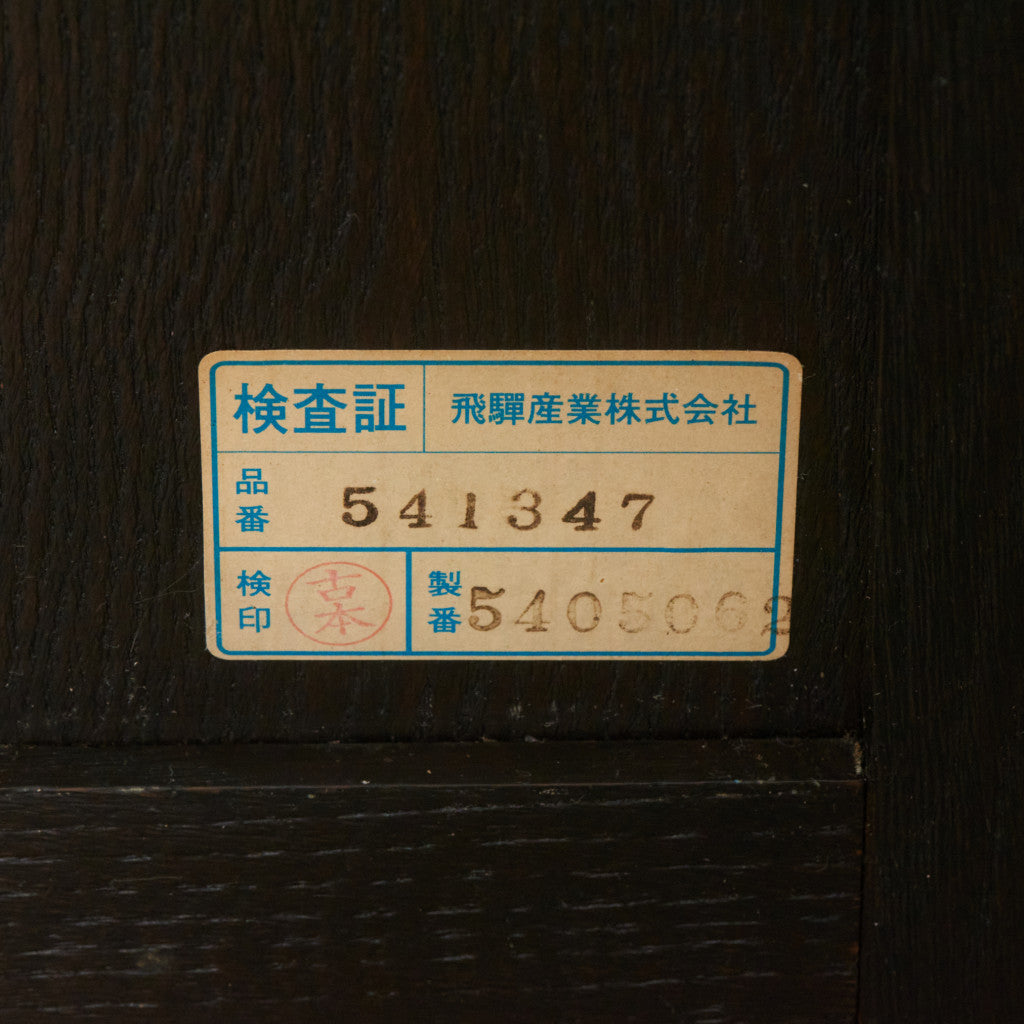 検査証 飛驒産業株式会社
品番 541347
検印 古本 製番 5405062